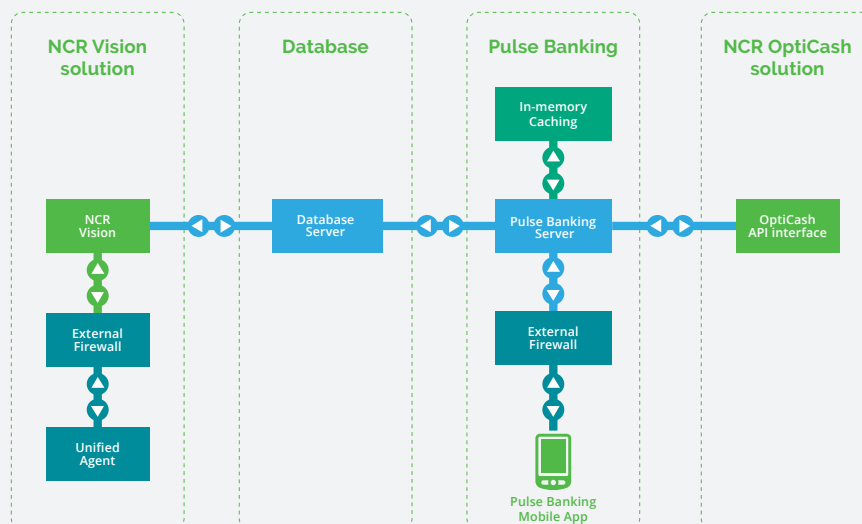 NCR Vision
solution
Database
Pulse Banking
NCR OptiCash
solution
In-memory
Caching
NCR
Vision
Database
Server
Pulse Banking
Server
OptiCash
API interface
External
Firewall
External
Firewall
Unified
Agent
Pulse Banking
Mobile App